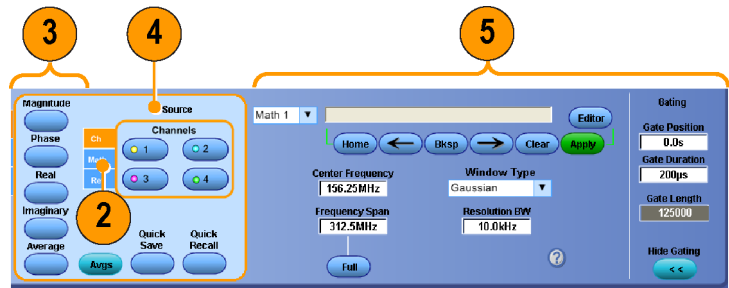 3
4
5
Magnitude
Phase
Real
Imaginary
Average
Source
Ch
Math
2
Channels
1
2
3
4
Avgs
Quick
Save
Quick
Recall
Math 1
Editor
Home
←
Bksp
→
Clear
Apply
Center Frequency
156.25MHz
Window Type
Gaussian
Frequency Span
312.5MHz
Resolution BW
10.0kHz
Full
?
Gating
Gate Position
0.0s
Gate Duration
200µs
Gate Length
125000
Hide Gating
<<